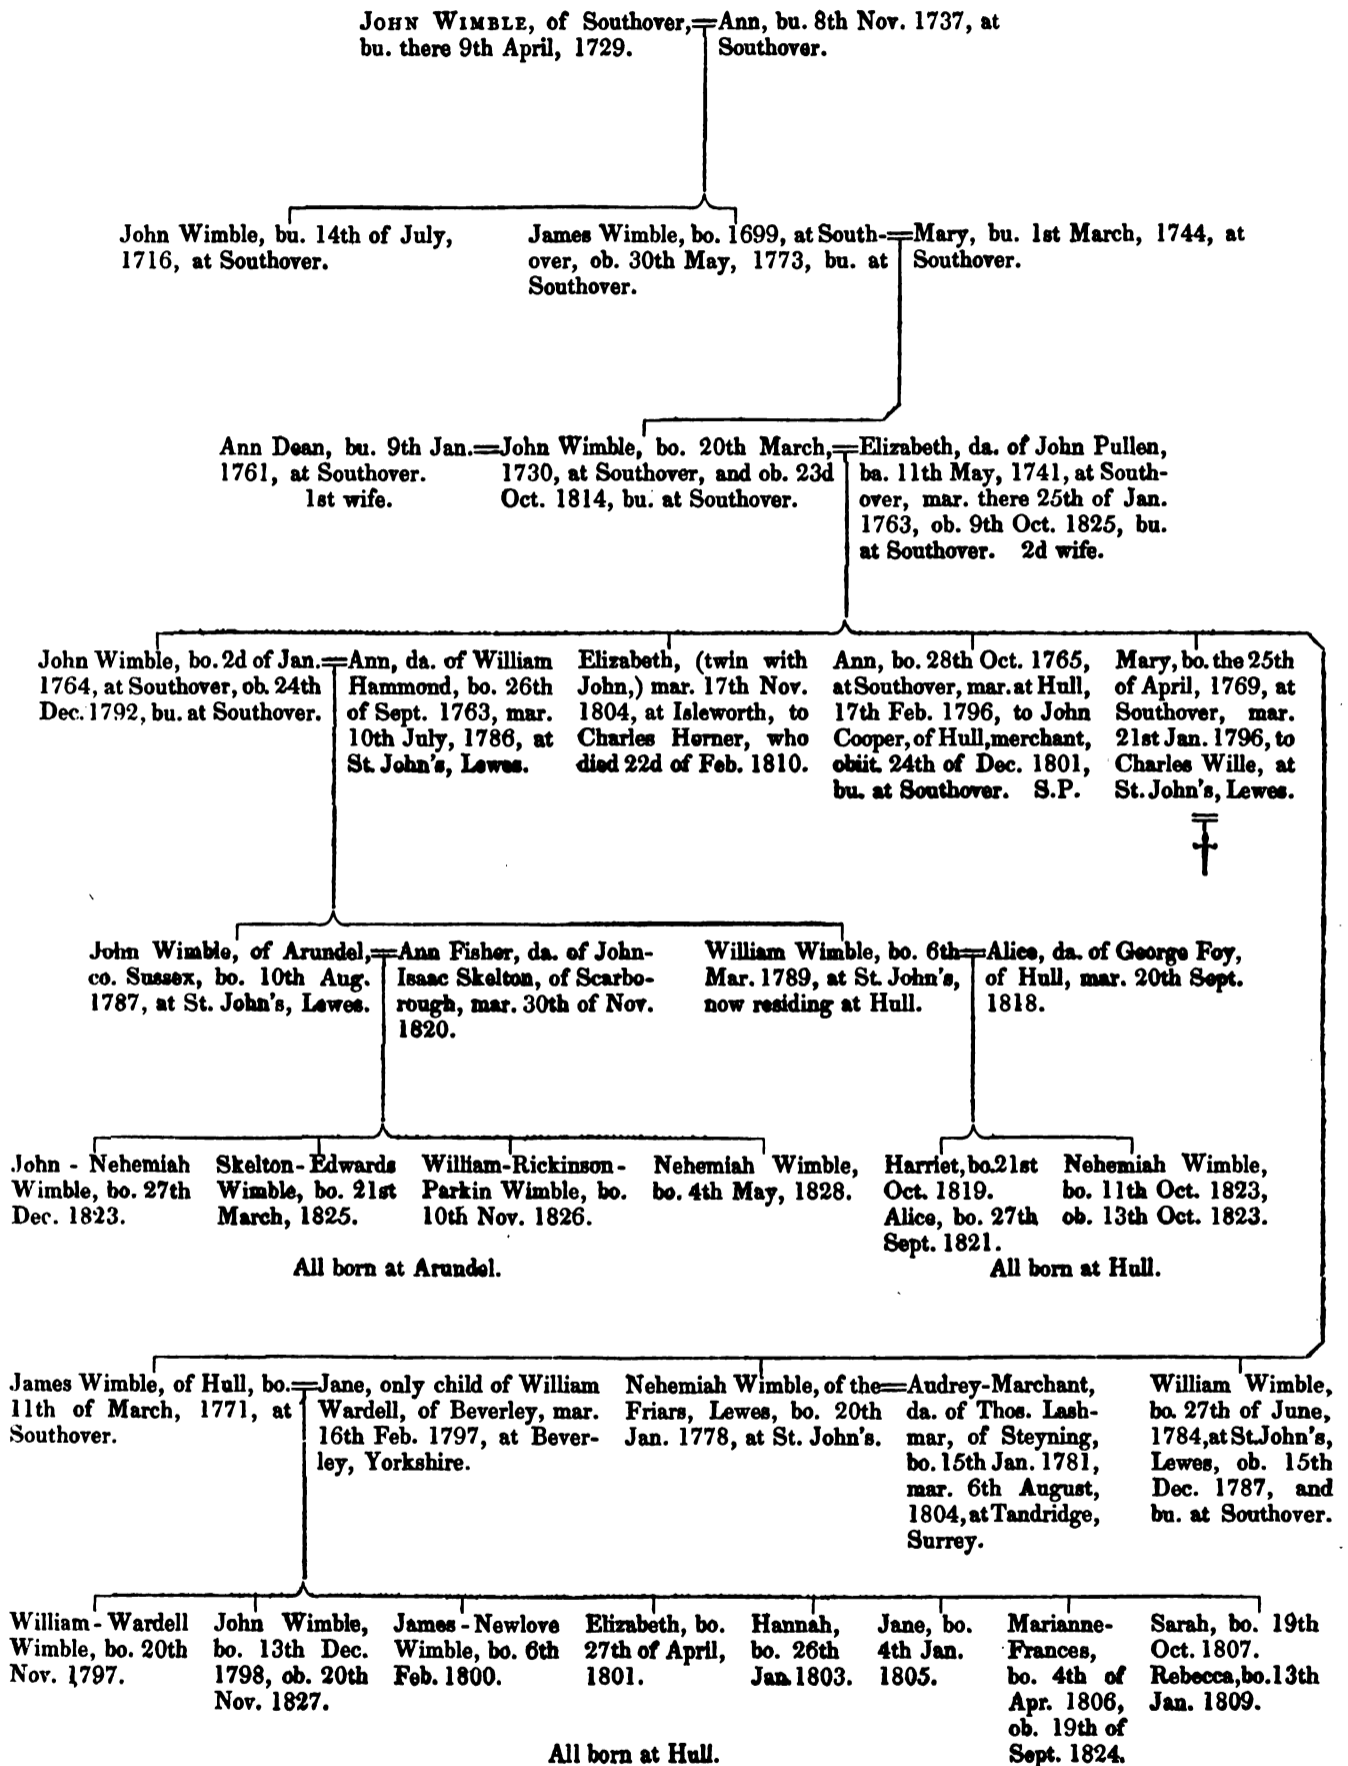 JOHN WIMBLE, of Southover,
bu. there 9th April, 1729.
Ann, bu. 8th Nov. 1737, at
Southover.
John Wimble, bu. 14th of July,
1716, at Southover.
James Wimble, bo. 1699, at South-
over, ob. 30th May, 1773, bu. at
Southover.
Mary, bu. 1st March, 1744, at
Southover.
Ann Dean, bu. 9th Jan.
1761, at Southover.
1st wife.
John Wimble, bo. 20th March,
1730, at Southover, and ob. 23d
Oct. 1814, bu. at Southover.
Elizabeth, da. of John Pullen,
ba. 11th May, 1741, at South-
over, mar. there 25th of Jan.
1763, ob. 9th Oct. 1825, bu.
at Southover. 2d wife.
John Wimble, bo. 2d of Jan.
1764, at Southover, ob. 24th
Dec. 1792, bu. at Southover.
Ann, da. of William
Hammond, bo. 26th
of Sept. 1763, mar.
10th July, 1786, at
St. John's, Lewes.
Elizabeth, (twin with
John,) mar. 17th Nov.
1804, at Isleworth, to
Charles Horner, who
died 22d of Feb. 1810.
Ann, bo. 28th Oct. 1765,
at Southover, mar. at Hull,
17th Feb. 1796, to John
Cooper, of Hull, merchant,
obiit. 24th of Dec. 1801,
bu. at Southover. S.P.
Mary, bo. the 25th
of April, 1769, at
Southover, mar.
21st Jan. 1796, to
Charles Wille, at
St. John's, Lewes.
John Wimble, of Arundel,
co. Sussex, bo. 10th Aug.
1787, at St. John's, Lewes.
Ann Fisher, da. of John-
Isaac Skelton, of Scarbo-
rough, mar. 30th of Nov.
1820.
William Wimble, bo. 6th
Mar. 1789, at St. John's,
now residing at Hull.
Alice, da. of George Foy,
of Hull, mar. 20th Sept.
1818.
John - Nehemiah
Wimble, bo. 27th
Dec. 1823.
Skelton-Edwards
Wimble, bo. 21st
March, 1825.
William-Rickinson-
Parkin Wimble, bo.
10th Nov. 1826.
Nehemiah Wimble,
bo. 4th May, 1828.
All born at Arundel.
Harriet, bo. 21st
Oct. 1819.
Alice, bo. 27th
Sept. 1821.
Nehemiah Wimble,
bo. 11th Oct. 1823,
ob. 13th Oct. 1823.
All born at Hull.
James Wimble, of Hull, bo.
11th of March, 1771, at
Southover.
Jane, only child of William
Wardell, of Beverley, mar.
16th Feb. 1797, at Bever-
ley, Yorkshire.
Nehemiah Wimble, of the
Friars, Lewes, bo. 20th
Jan. 1778, at St. John's.
Audrey-Marchant,
da. of Thos. Lash-
mar, of Steyning,
bo. 15th Jan. 1781,
mar. 6th August,
1804, at Tandridge,
Surrey.
William Wimble,
bo. 27th of June,
1784, at St. John's,
Lewes, ob. 15th
Dec. 1787, and
bu. at Southover.
William - Wardell
Wimble, bo. 20th
Nov. 1797.
John Wimble,
bo. 13th Dec.
1798, ob. 20th
Nov. 1827.
James - Newlove
Wimble, bo. 6th
Feb. 1800.
Elizabeth, bo.
27th of April,
1801.
Hannah,
bo. 26th
Jan. 1803.
Jane, bo.
4th Jan.
1805.
Marianne-
Frances,
bo. 4th of
Apr. 1806,
ob. 19th of
Sept. 1824.
Sarah, bo. 19th
Oct. 1807.
Rebecca, bo. 13th
Jan. 1809.
All born at Hull.